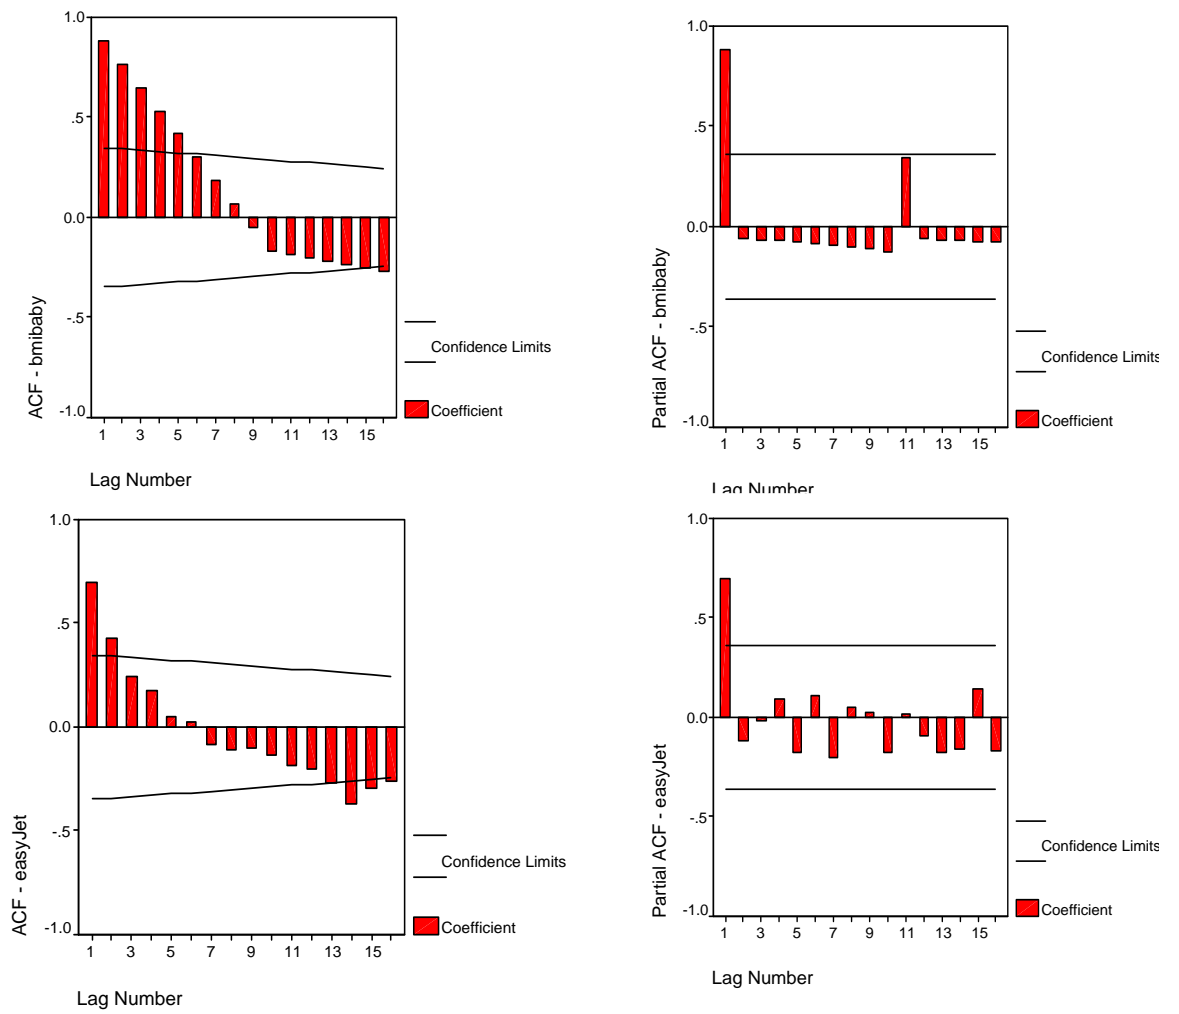 1.0
.5
0.0
-.5
-1.0
ACF - bmibaby
1 3 5 7 9 11 13 15
Lag Number
Confidence Limits
Coefficient
1.0
.5
0.0
-.5
-1.0
Partial ACF - bmibaby
1 3 5 7 9 11 13 15
Lag Number
Confidence Limits
Coefficient
1.0
.5
0.0
-.5
-1.0
ACF - easyJet
1 3 5 7 9 11 13 15
Lag Number
Confidence Limits
Coefficient
1.0
.5
0.0
-.5
-1.0
Partial ACF - easyJet
1 3 5 7 9 11 13 15
Lag Number
Confidence Limits
Coefficient